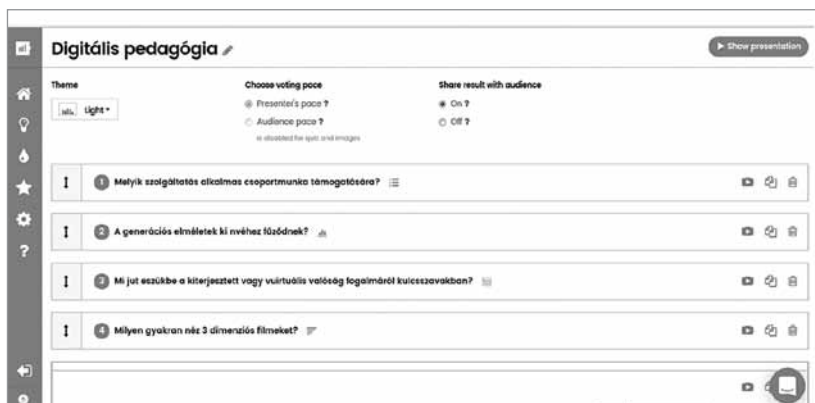 Digitális pedagógia
Show presentation
Theme
Choose voting pace
Share result with audience
Light
Presenter's pace ?
On ?
Audience pace ?
Off ?
is disabled for quiz and images
1 Melyik szolgáltatás alkalmas csoportmunka támogatására?
2 A generációs elméletek ki nvéhez fűződnek?
3 Mi jut eszükbe a kiterjesztett vagy vuirtuális valóság fogalmáról kulcsszavakban?
4 Milyen gyakran néz 3 dimenziós filmeket?
?